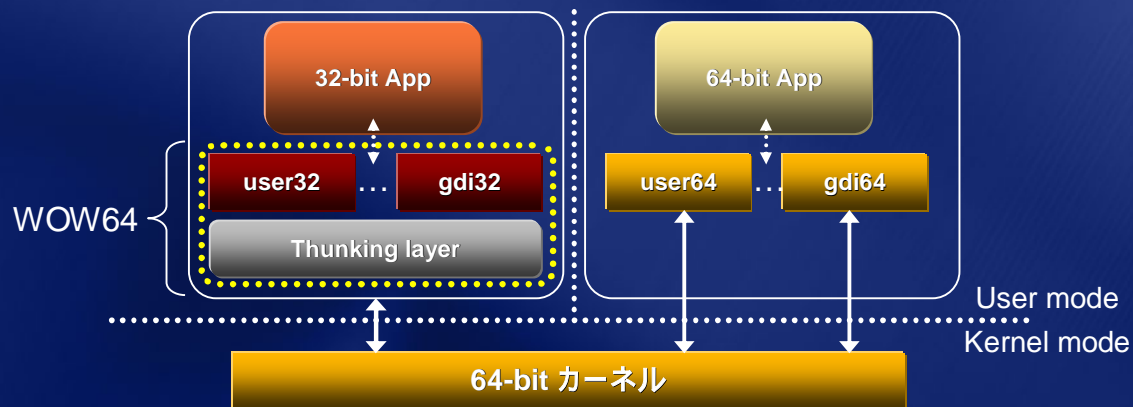 32-bit App
64-bit App
WOW64
user32
...
gdi32
user64
...
gdi64
Thunking layer
User mode
Kernel mode
64-bit カーネル